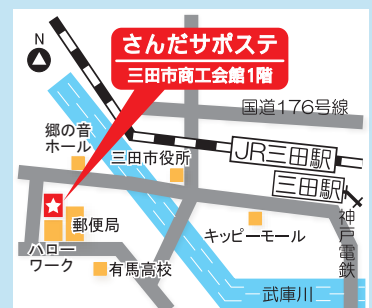 さんだサポステ
三田市商工会館1階
N
国道176号線
郷の音
ホール
三田市役所
JR三田駅
三田駅
神戸電鉄
郵便局
ハロー
ワーク
キッピーモール
有馬高校
武庫川